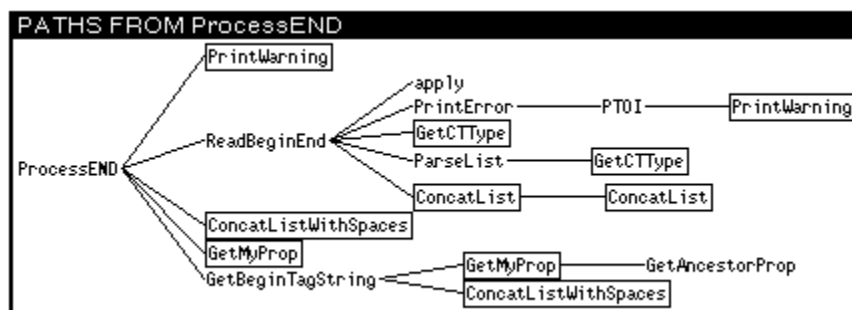 PATHS FROM ProcessEND
PrintWarning
apply
PrintError PTOI PrintWarning
GetCTType
ReadBeginEnd
ParseList GetCTType
ProcessEND
ConcatList ConcatList
ConcatListWithSpaces
GetMyProp
GetMyProp GetAncestorProp
GetBeginTagString
ConcatListWithSpaces